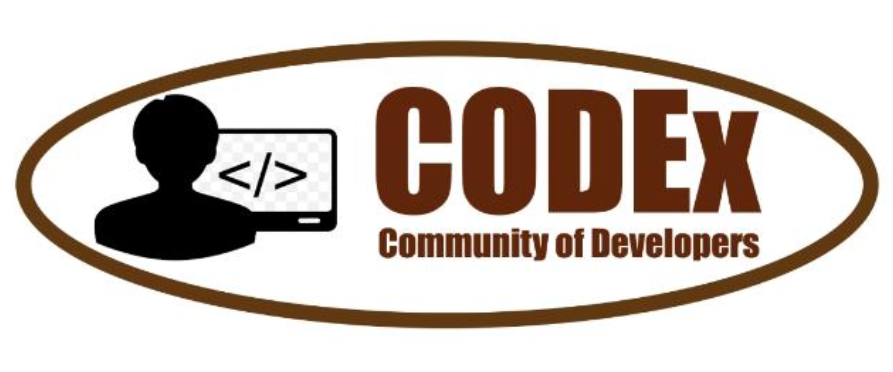 </>
CODEx
Community of Developers